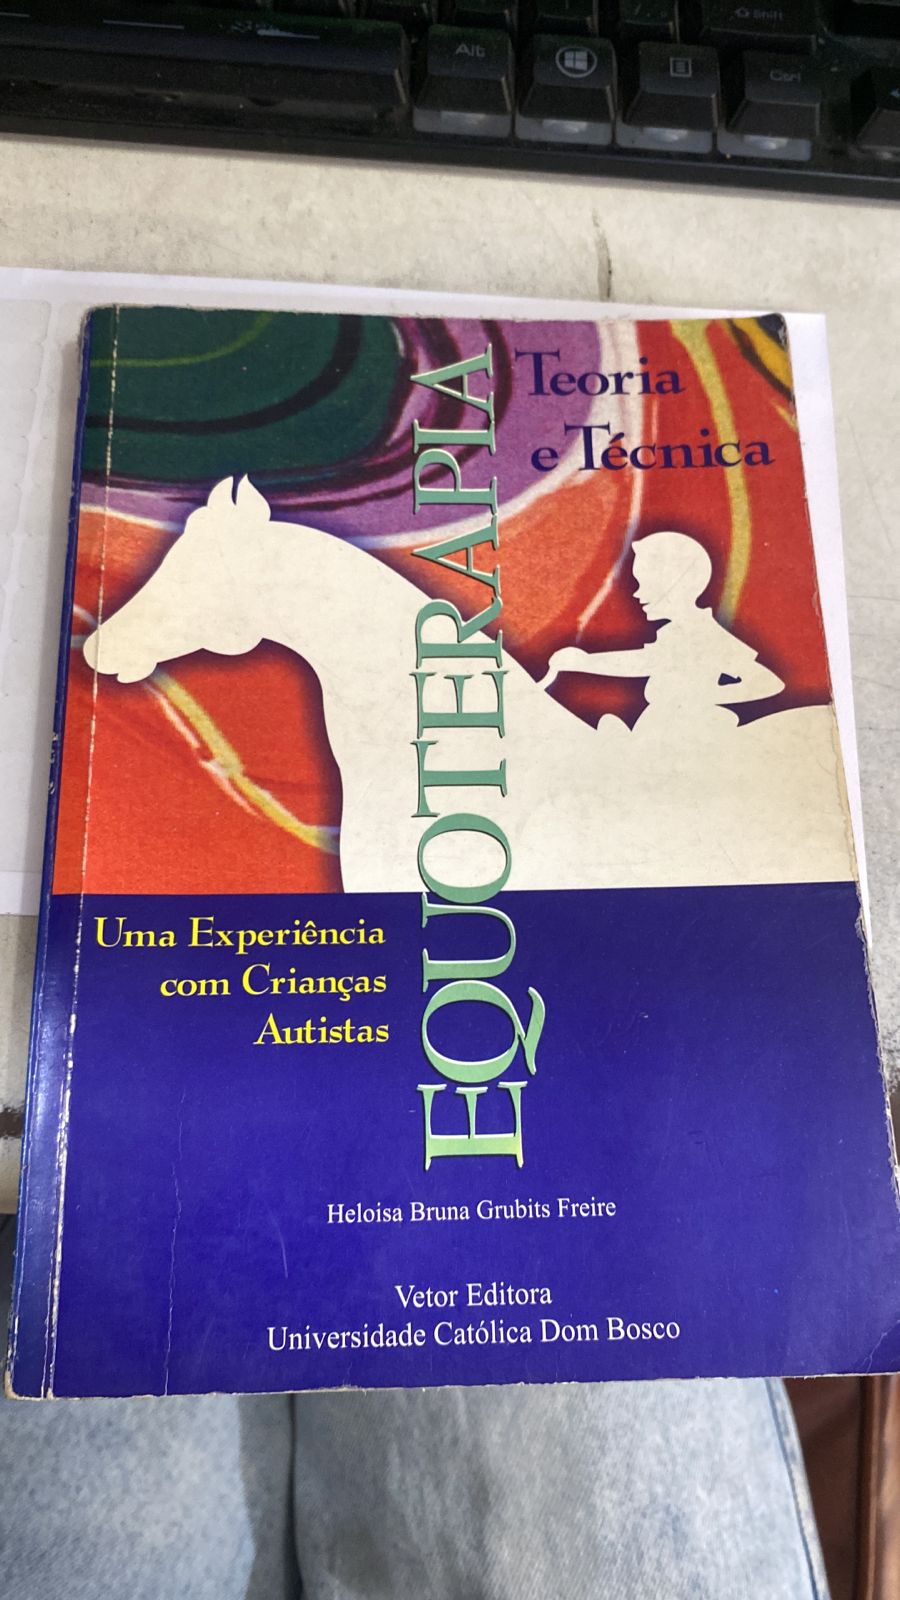 Shift
Alt
Ctrl
Teoria
e Técnica
EQUOTERAPIA
Uma Experiência
com Crianças
Autistas
Heloisa Bruna Grubits Freire
Vetor Editora
Universidade Católica Dom Bosco